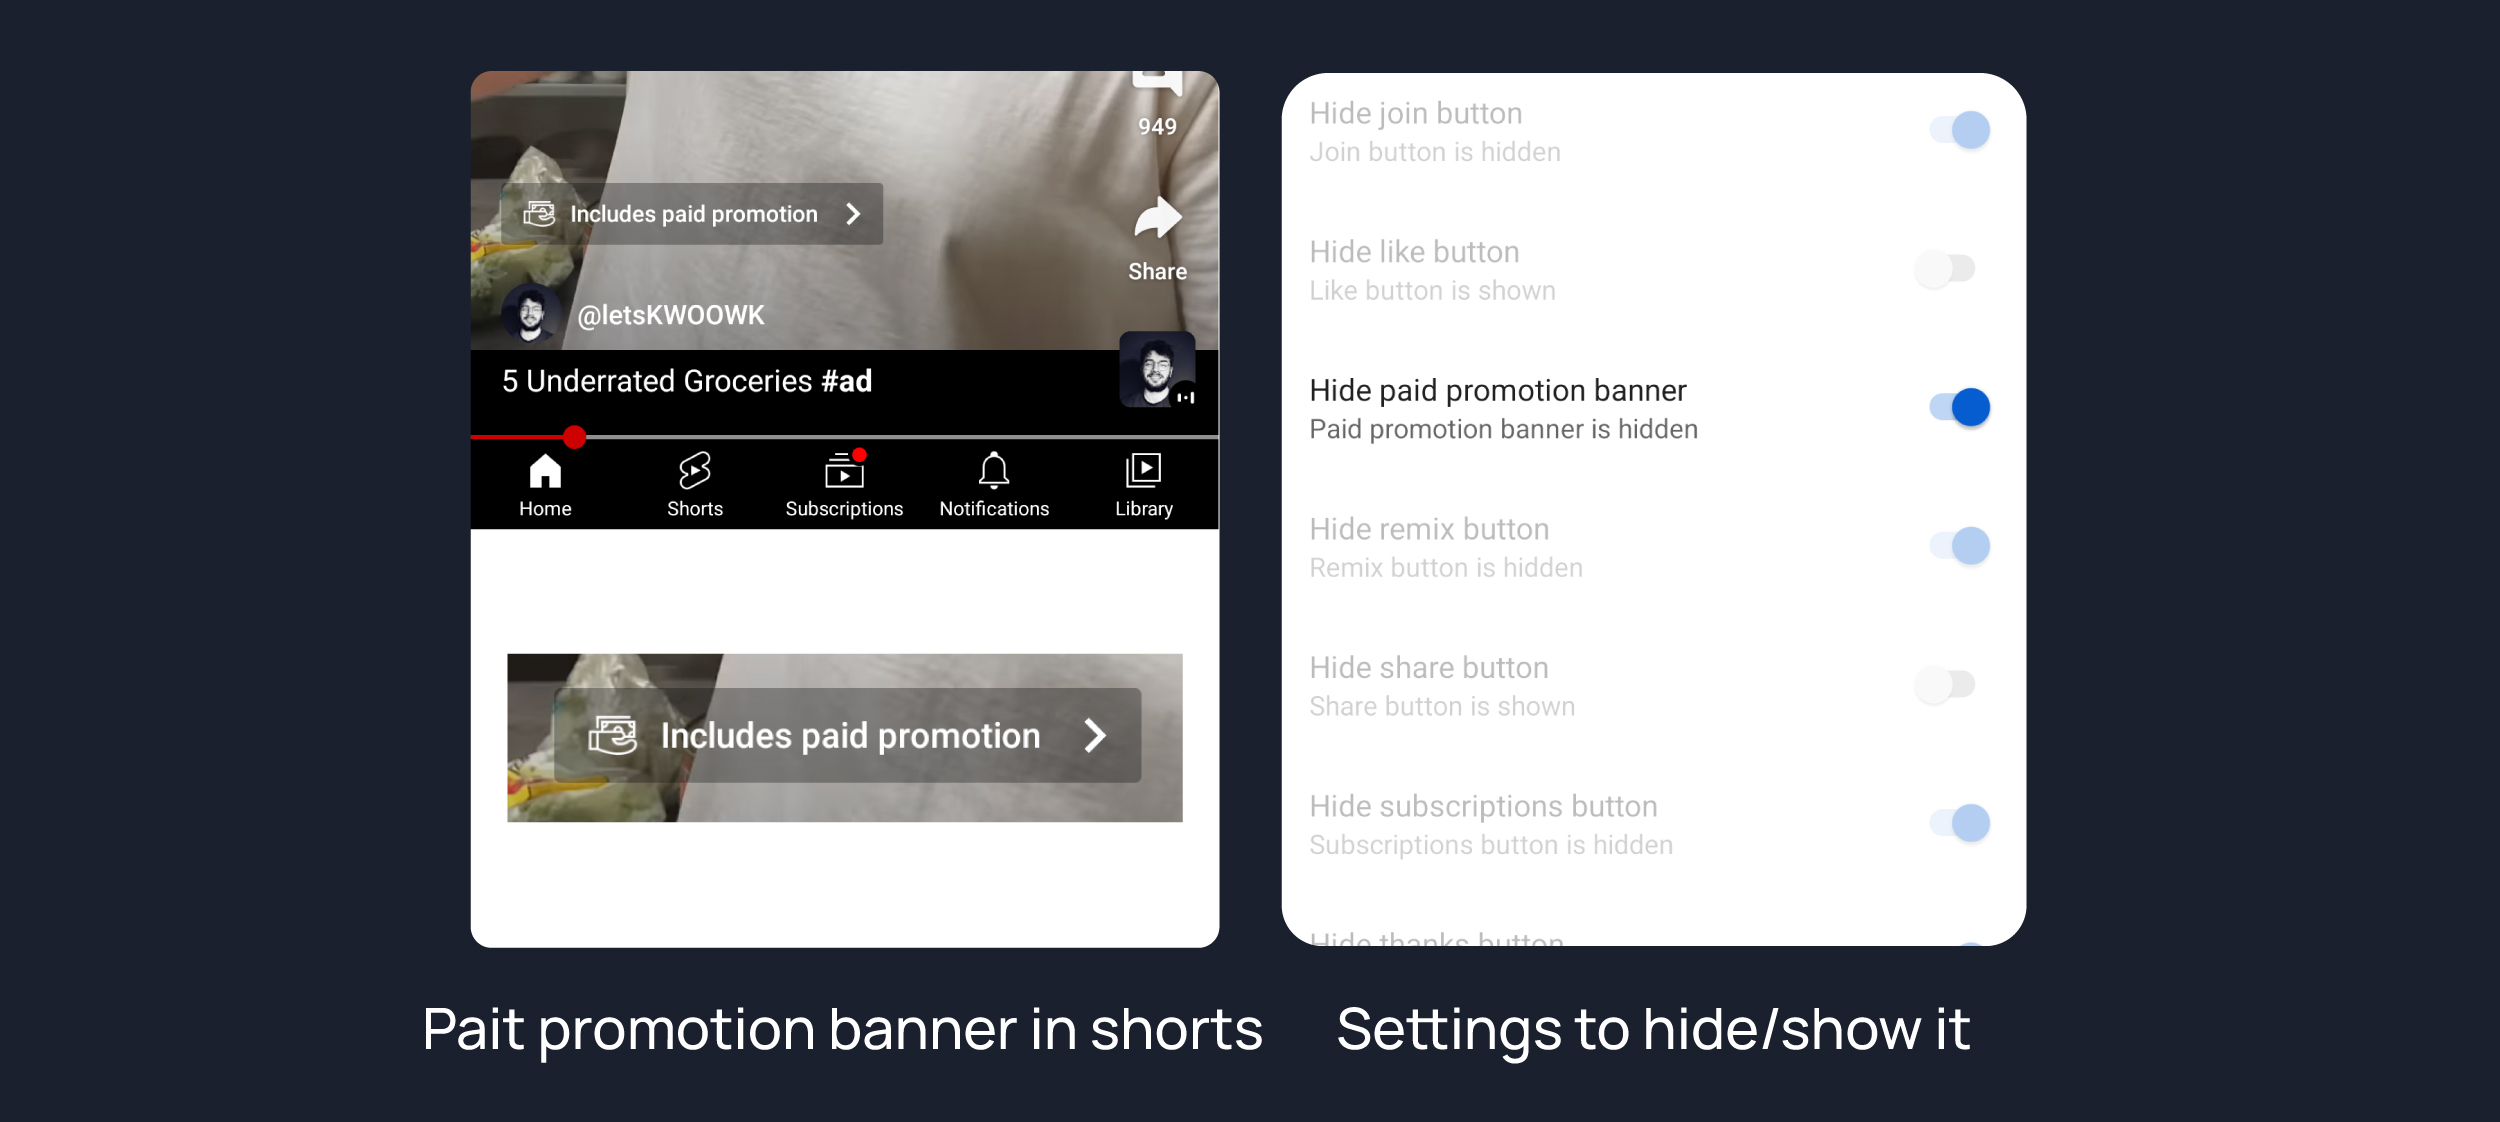 949
Includes paid promotion
Share
@letsKWOOWK
5 Underrated Groceries #ad
Home
Shorts
Subscriptions
Notifications
Library
Includes paid promotion
Hide join button
Join button is hidden
Hide like button
Like button is shown
Hide paid promotion banner
Paid promotion banner is hidden
Hide remix button
Remix button is hidden
Hide share button
Share button is shown
Hide subscriptions button
Subscriptions button is hidden
Hide thanks button
Pait promotion banner in shorts
Settings to hide/show it